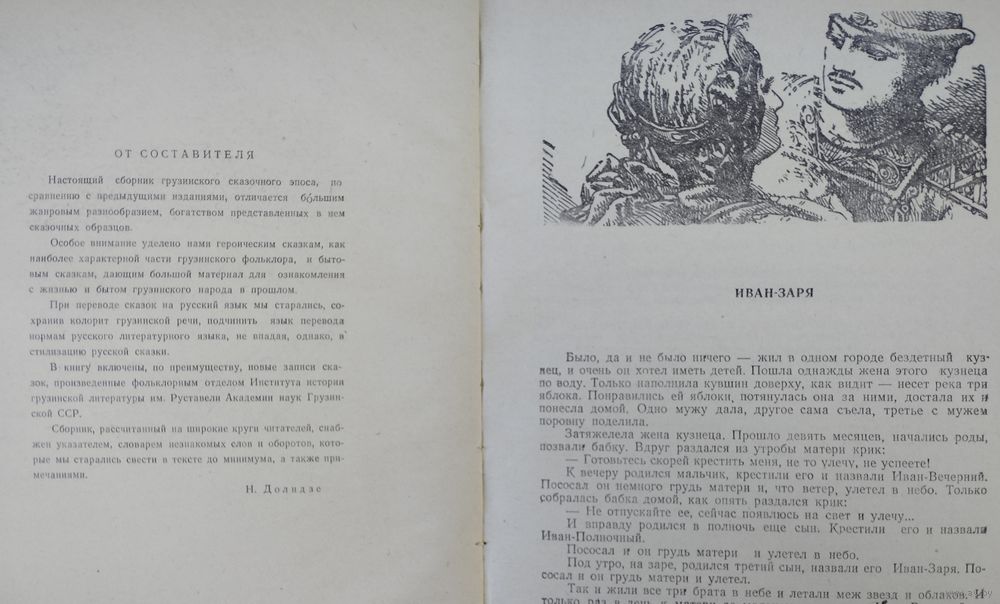 ОТ СОСТАВИТЕЛЯ
Настоящий сборник грузинского сказочного эпоса, по
сравнению с предыдущими изданиями, отличается бо́льшим
жанровым разнообразием, богатством представленных в нем
сказочных образцов.
Особое внимание уделено нами героическим сказкам, как
наиболее характерной части грузинского фольклора, и быто-
вым сказкам, дающим большой материал для ознакомления
с жизнью и бытом грузинского народа в прошлом.
При переводе сказок на русский язык мы старались, со-
хранив колорит грузинской речи, подчинить язык перевода
нормам русского литературного языка, не впадая, однако, в
стилизацию русской сказки.
В книгу включены, по преимуществу, новые записи ска-
зок, произведенные фольклорным отделом Института истории
грузинской литературы им. Руставели Академии наук Грузин-
ской ССР.
Сборник, рассчитанный на широкие круги читателей, снаб-
жен указателем, словарем незнакомых слов и оборотов, кото-
рые мы старались свести в тексте до минимума, а также при-
мечаниями.
Н. Долидзе
ИВАН-ЗАРЯ
Было, да и не было ничего — жил в одном городе бездетный куз-
нец, и очень он хотел иметь детей. Пошла однажды жена этого кузнеца
по воду. Только наполнила кувшин доверху, как видит — несет река три
яблока. Понравились ей яблоки, потянулась она за ними, достала их и
понесла домой. Одно мужу дала, другое сама съела, третье с мужем
поровну поделила.
Затяжелела жена кузнеца. Прошло девять месяцев, начались роды,
позвали бабку. Вдруг раздался из утробы матери крик:
— Готовьтесь скорей крестить меня, не то улечу, не успеете!
К вечеру родился мальчик, крестили его и назвали Иван-Вечерний.
Пососал он немного грудь матери и, что ветер, улетел в небо. Только
собралась бабка домой, как опять раздался крик:
— Не отпускайте ее, сейчас появлюсь на свет и улечу...
И вправду родился в полночь еще сын. Крестили его и назвали
Иван-Полночный.
Пососал и он грудь матери и улетел в небо.
Под утро, на заре, родился третий сын, назвали его Иван-Заря. По-
сосал и он грудь матери и улетел.
Так и жили все три брата в небе и летали меж звезд и облаков. И
только раз в день к матери